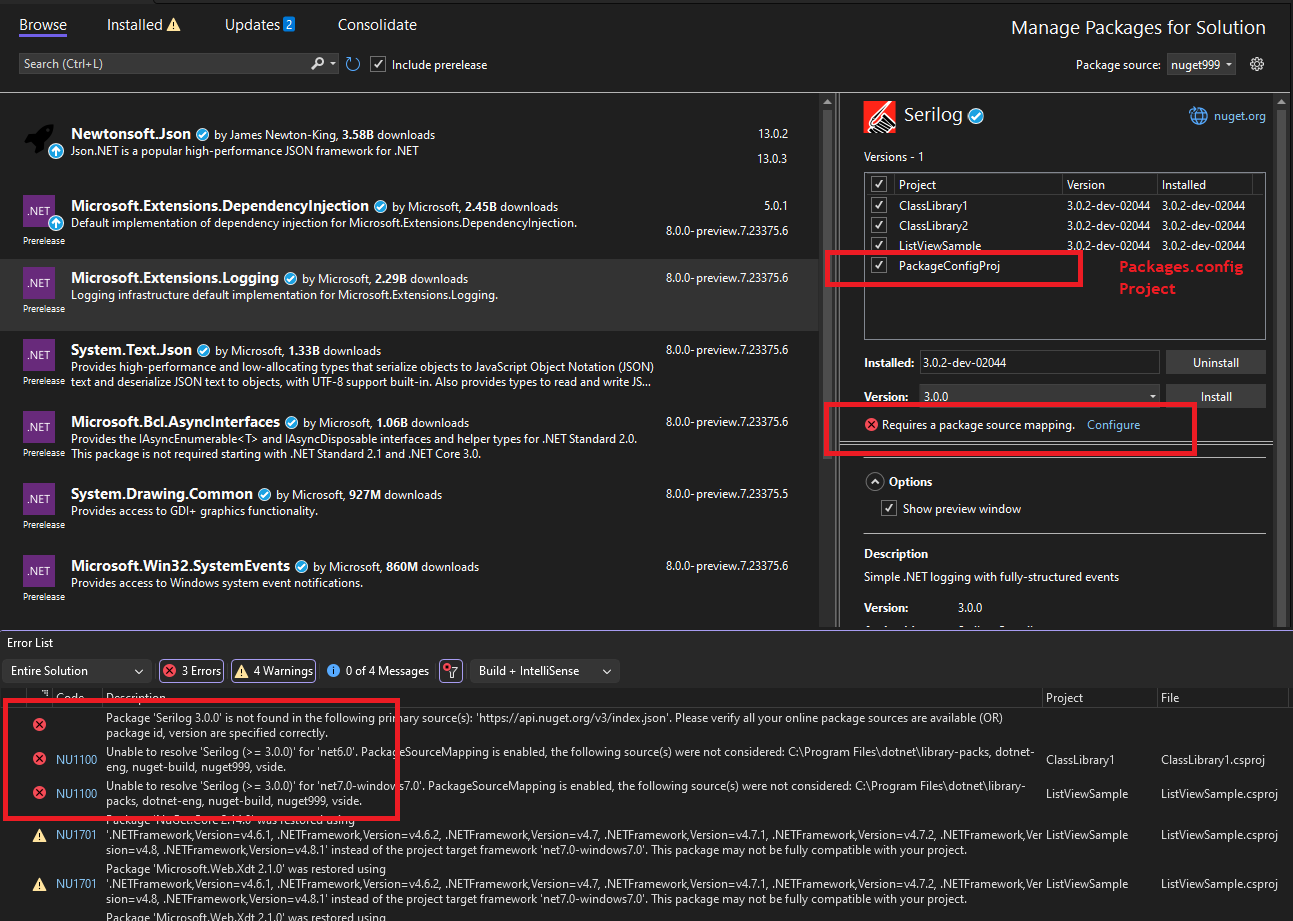 Browse Installed Updates 2 Consolidate
Manage Packages for Solution
Search (Ctrl+L) Include prerelease
Package source: nuget999
Newtonsoft.Json by James Newton-King, 3.58B downloads 13.0.2
Json.NET is a popular high-performance JSON framework for .NET
13.0.3
.NET
Prerelease
Microsoft.Extensions.DependencyInjection by Microsoft, 2.45B downloads 5.0.1
Default implementation of dependency injection for Microsoft.Extensions.DependencyInjection.
8.0.0-preview.7.23375.6
.NET
Prerelease
Microsoft.Extensions.Logging by Microsoft, 2.29B downloads 8.0.0-preview.7.23375.6
Logging infrastructure default implementation for Microsoft.Extensions.Logging.
.NET
Prerelease
System.Text.Json by Microsoft, 1.33B downloads 8.0.0-preview.7.23375.6
Provides high-performance and low-allocating types that serialize objects to JavaScript Object Notation (JSON)
text and deserialize JSON text to objects, with UTF-8 support built-in. Also provides types to read and write JS...
.NET
Prerelease
Microsoft.Bcl.AsyncInterfaces by Microsoft, 1.06B downloads 8.0.0-preview.7.23375.6
Provides the IAsyncEnumerable<T> and IAsyncDisposable interfaces and helper types for .NET Standard 2.0.
This package is not required starting with .NET Standard 2.1 and .NET Core 3.0.
.NET
Prerelease
System.Drawing.Common by Microsoft, 927M downloads 8.0.0-preview.7.23375.5
Provides access to GDI+ graphics functionality.
.NET
Prerelease
Microsoft.Win32.SystemEvents by Microsoft, 860M downloads 8.0.0-preview.7.23375.6
Provides access to Windows system event notifications.
Serilog nuget.org
Versions - 1
Project Version Installed
ClassLibrary1 3.0.2-dev-02044 3.0.2-dev-02044
ClassLibrary2 3.0.2-dev-02044 3.0.2-dev-02044
ListViewSample 3.0.2-dev-02044 3.0.2-dev-02044
PackageConfigProj
Packages.config
Project
Installed: 3.0.2-dev-02044 Uninstall
Version: 3.0.0 Install
Requires a package source mapping. Configure
Options
Show preview window
Description
Simple .NET logging with fully-structured events
Version: 3.0.0
Error List
Entire Solution 3 Errors 4 Warnings 0 of 4 Messages Build + IntelliSense
Code Description Project File
Package 'Serilog 3.0.0' is not found in the following primary source(s): 'https://api.nuget.org/v3/index.json'. Please verify all your online package sources are available (OR)
package id, version are specified correctly.
NU1100 Unable to resolve 'Serilog (>= 3.0.0)' for 'net6.0'. PackageSourceMapping is enabled, the following source(s) were not considered: C:\Program Files\dotnet\library-packs, dotnet-
eng, nuget-build, nuget999, vside. ClassLibrary1 ClassLibrary1.csproj
NU1100 Unable to resolve 'Serilog (>= 3.0.0)' for 'net7.0-windows7.0'. PackageSourceMapping is enabled, the following source(s) were not considered: C:\Program Files\dotnet\library-
packs, dotnet-eng, nuget-build, nuget999, vside. ListViewSample ListViewSample.csproj
Package 'NuGet.Core 2.14.0' was restored using
NU1701 '.NETFramework,Version=v4.6.1, .NETFramework,Version=v4.6.2, .NETFramework,Version=v4.7, .NETFramework,Version=v4.7.1, .NETFramework,Version=v4.7.2, .NETFramework,Ver ListViewSample ListViewSample.csproj
sion=v4.8, .NETFramework,Version=v4.8.1' instead of the project target framework 'net7.0-windows7.0'. This package may not be fully compatible with your project.
Package 'Microsoft.Web.Xdt 2.1.0' was restored using
NU1701 '.NETFramework,Version=v4.6.1, .NETFramework,Version=v4.6.2, .NETFramework,Version=v4.7, .NETFramework,Version=v4.7.1, .NETFramework,Version=v4.7.2, .NETFramework,Ver ListViewSample ListViewSample.csproj
sion=v4.8, .NETFramework,Version=v4.8.1' instead of the project target framework 'net7.0-windows7.0'. This package may not be fully compatible with your project.
Package 'Microsoft.Web.Xdt 2.1.0' was restored using